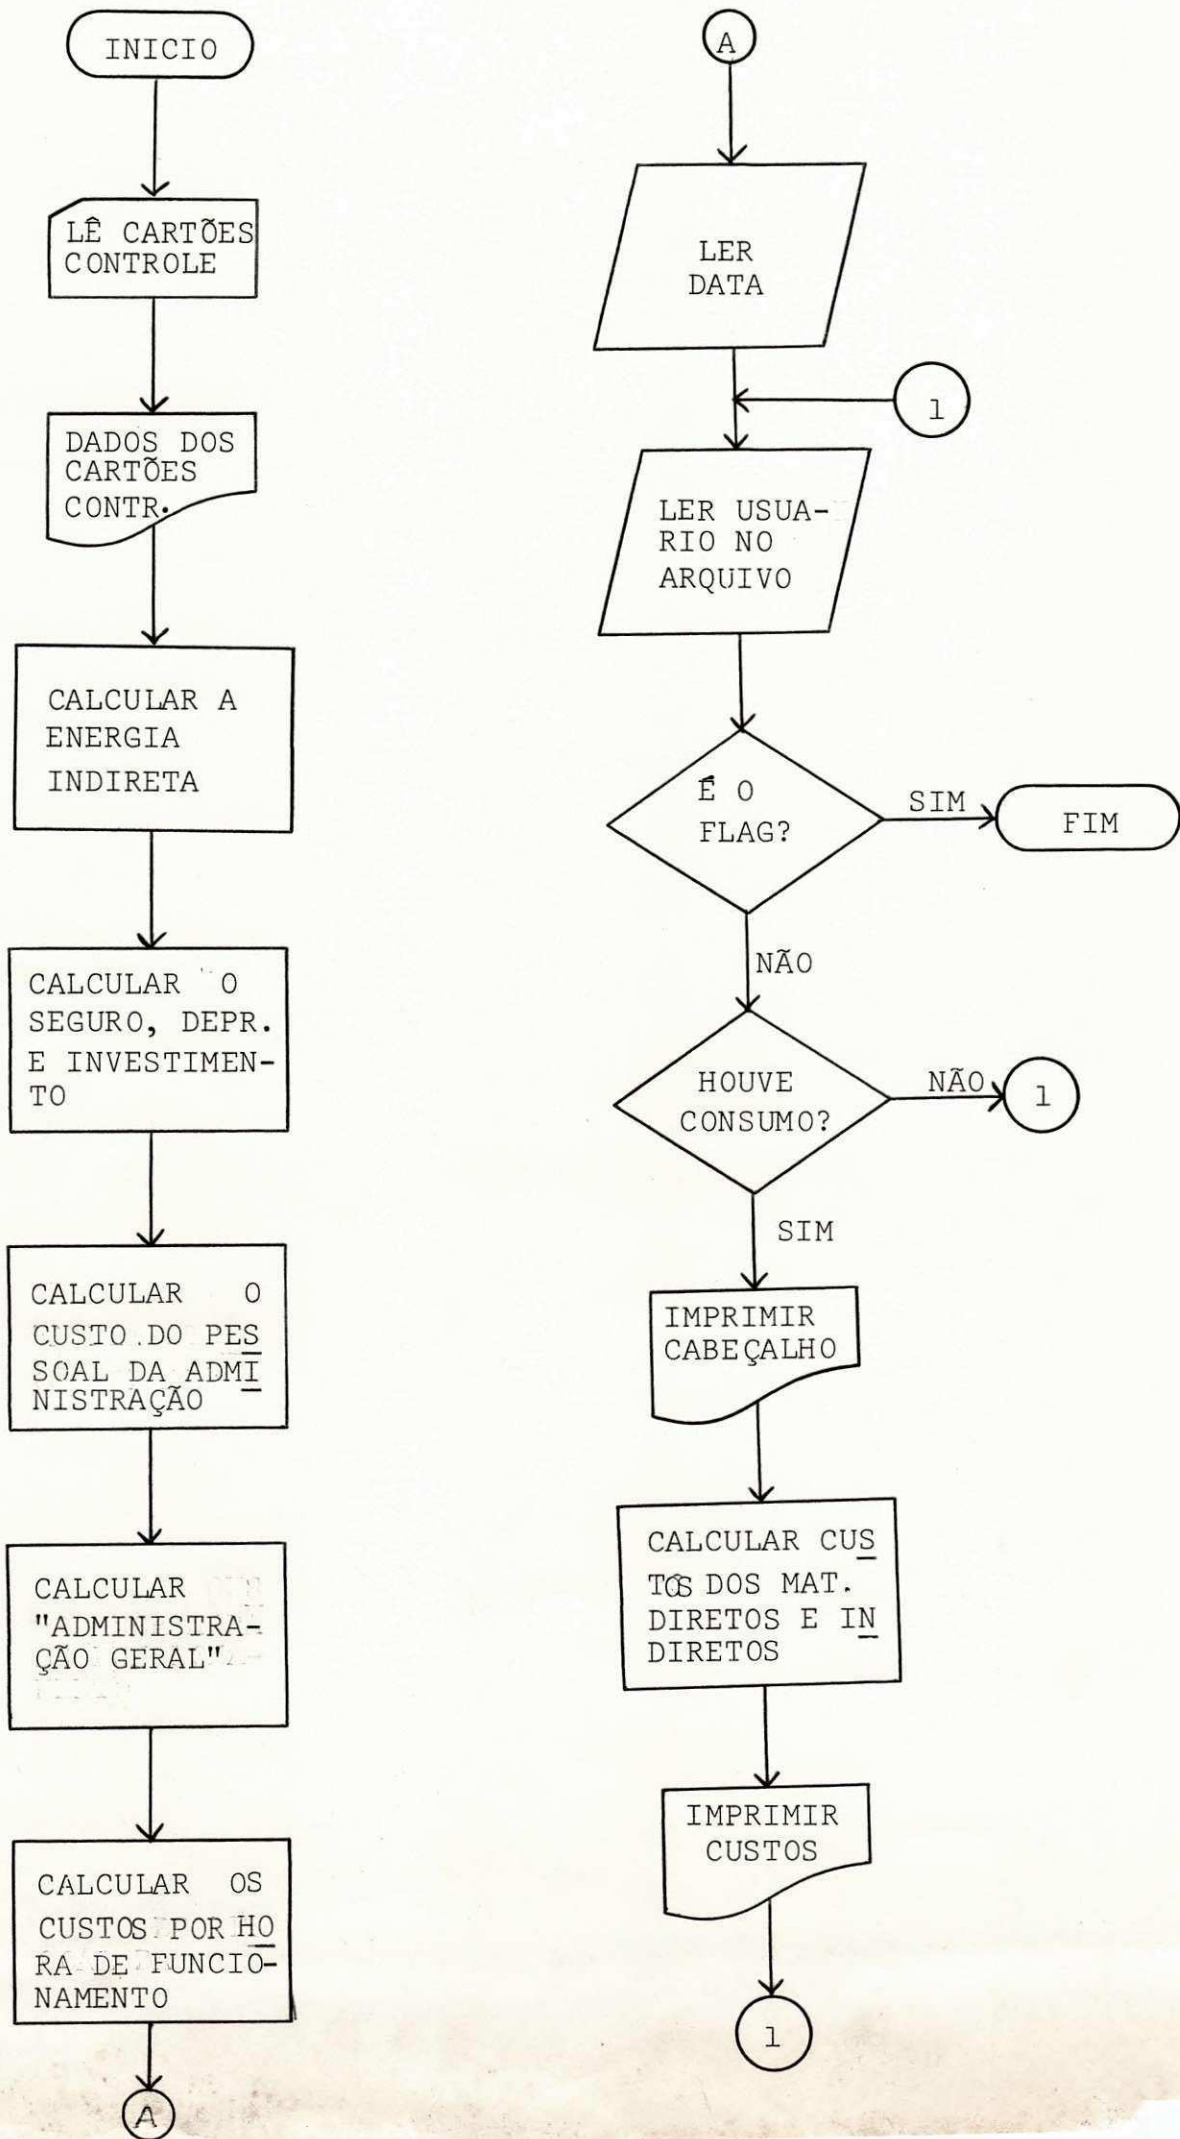 INICIO
LÊ CARTÕES
CONTROLE
DADOS DOS
CARTÕES
CONTR.
CALCULAR A
ENERGIA
INDIRETA
CALCULAR O
SEGURO, DEPR.
E INVESTIMEN-
TO
CALCULAR O
CUSTO DO PES
SOAL DA ADMI
NISTRAÇÃO
CALCULAR
"ADMINISTRA-
ÇÃO GERAL"
CALCULAR OS
CUSTOS POR HO
RA DE FUNCIO-
NAMENTO
A
A
LER
DATA
1
LER USUA-
RIO NO
ARQUIVO
É O
FLAG?
SIM
FIM
NÃO
HOUVE
CONSUMO?
NÃO
1
SIM
IMPRIMIR
CABEÇALHO
CALCULAR CUS
TOS DOS MAT.
DIRETOS E IN
DIRETOS
IMPRIMIR
CUSTOS
1